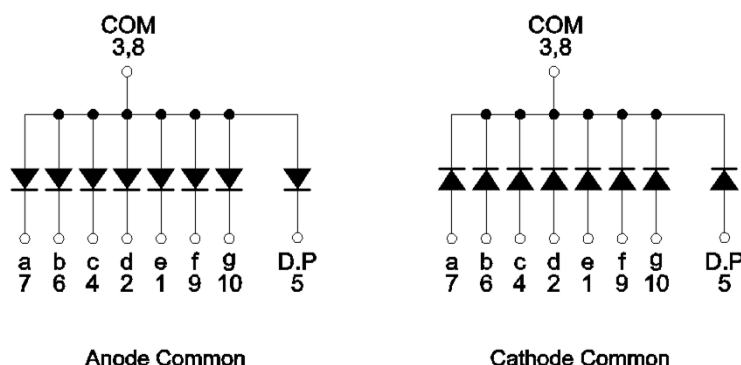 COM
3,8
a b c d e f g D.P
7 6 4 2 1 9 10 5
Anode Common
COM
3,8
a b c d e f g D.P
7 6 4 2 1 9 10 5
Cathode Common